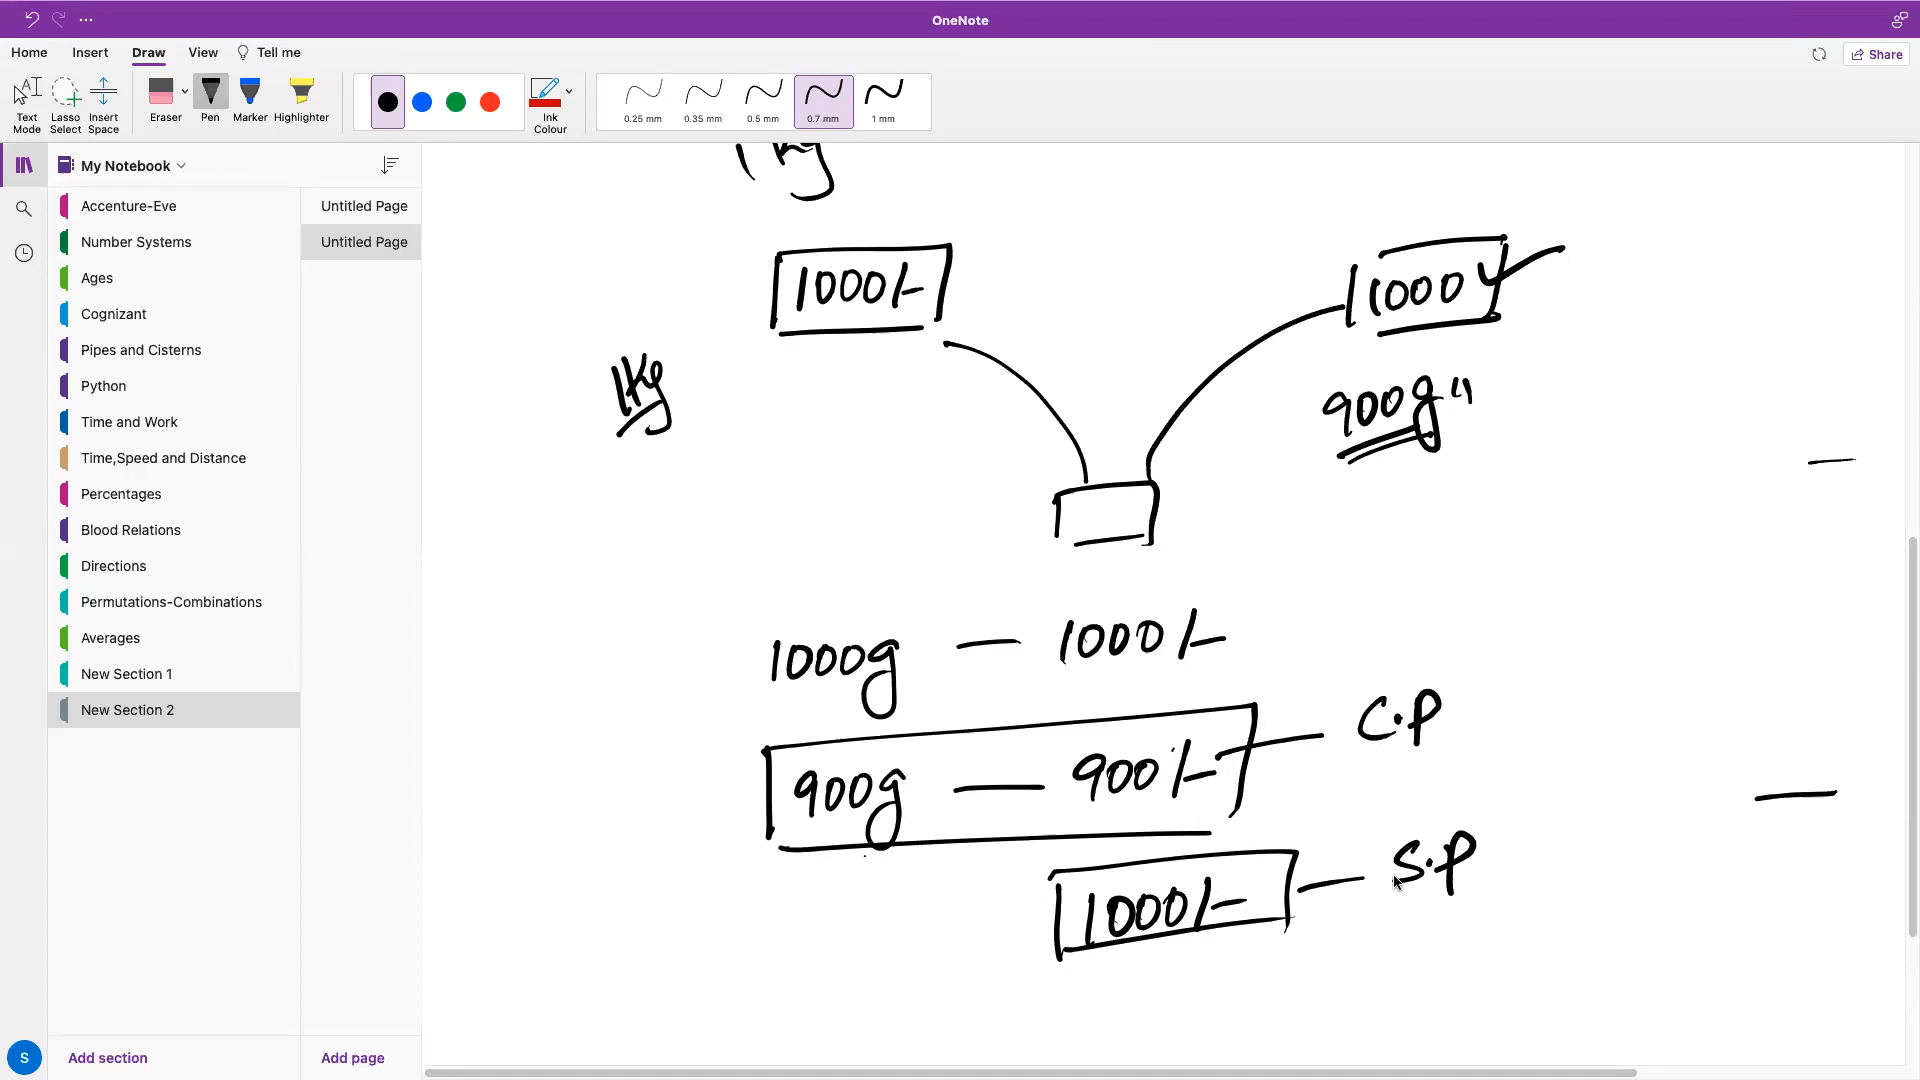 OneNote
Home Insert Draw View Tell me
Share
Text Mode
Lasso Select
Insert Space
Eraser
Pen
Marker
Highlighter
Ink Colour
0.25 mm
0.35 mm
0.5 mm
0.7 mm
1 mm
My Notebook
Accenture-Eve
Number Systems
Ages
Cognizant
Pipes and Cisterns
Python
Time and Work
Time,Speed and Distance
Percentages
Blood Relations
Directions
Permutations-Combinations
Averages
New Section 1
New Section 2
Add section
S
Untitled Page
Untitled Page
Add page
1Kg
1000/-
1000
1Kg
900g"
1000g — 1000/-
900g — 900/- — C.P
1000/- — S.P